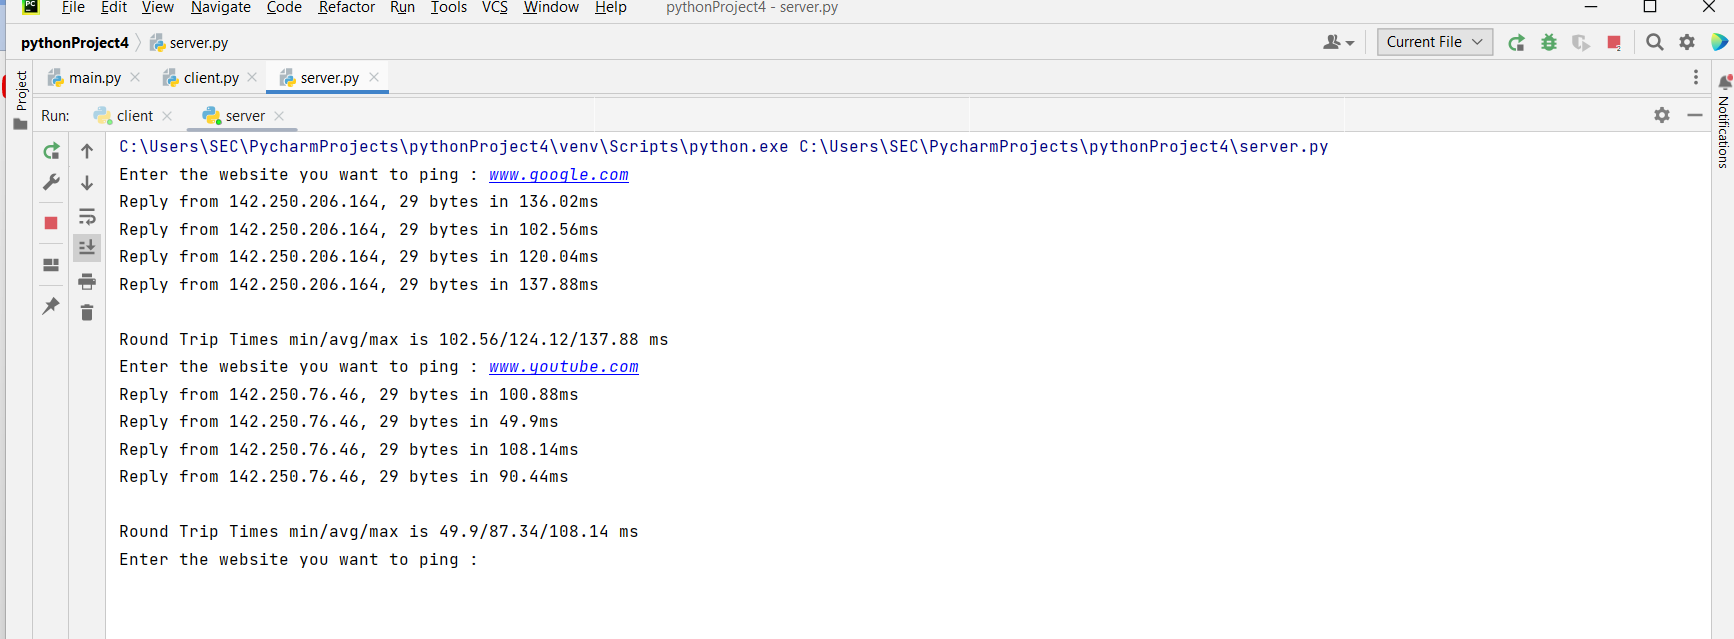 PC File Edit View Navigate Code Refactor Run Tools VCS Window Help pythonProject4 - server.py
pythonProject4 server.py Current File
main.py client.py server.py
Project
Run: client server
Notifications
C:\Users\SEC\PycharmProjects\pythonProject4\venv\Scripts\python.exe C:\Users\SEC\PycharmProjects\pythonProject4\server.py
Enter the website you want to ping : www.google.com
Reply from 142.250.206.164, 29 bytes in 136.02ms
Reply from 142.250.206.164, 29 bytes in 102.56ms
Reply from 142.250.206.164, 29 bytes in 120.04ms
Reply from 142.250.206.164, 29 bytes in 137.88ms
Round Trip Times min/avg/max is 102.56/124.12/137.88 ms
Enter the website you want to ping : www.youtube.com
Reply from 142.250.76.46, 29 bytes in 100.88ms
Reply from 142.250.76.46, 29 bytes in 49.9ms
Reply from 142.250.76.46, 29 bytes in 108.14ms
Reply from 142.250.76.46, 29 bytes in 90.44ms
Round Trip Times min/avg/max is 49.9/87.34/108.14 ms
Enter the website you want to ping :